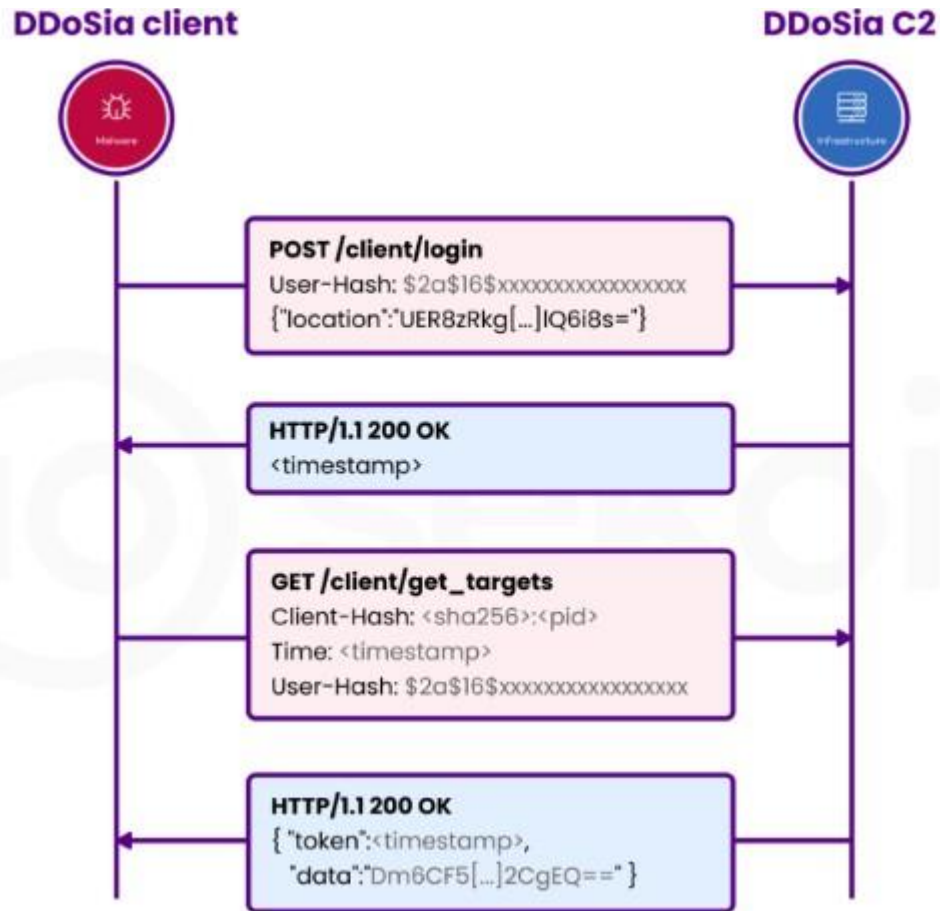 DDoSia client
DDoSia C2
Malware
Infrastructure
POST /client/login
User-Hash: $2a$16$xxxxxxxxxxxxxxxxx
{"location":"UER8zRkg[...]IQ6i8s="}
HTTP/1.1 200 OK
<timestamp>
GET /client/get_targets
Client-Hash: <sha256>:<pid>
Time: <timestamp>
User-Hash: $2a$16$xxxxxxxxxxxxxxxxx
HTTP/1.1 200 OK
{ "token":<timestamp>,
"data":"Dm6CF5[...]2CgEQ==" }